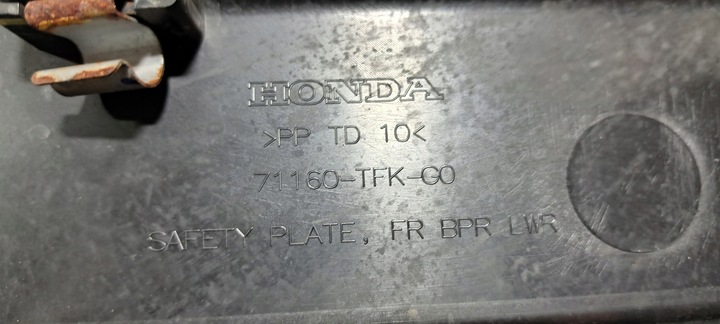 HONDA
>PP TD 10<
71160-TFK-G0
SAFETY PLATE, FR BPR LWR